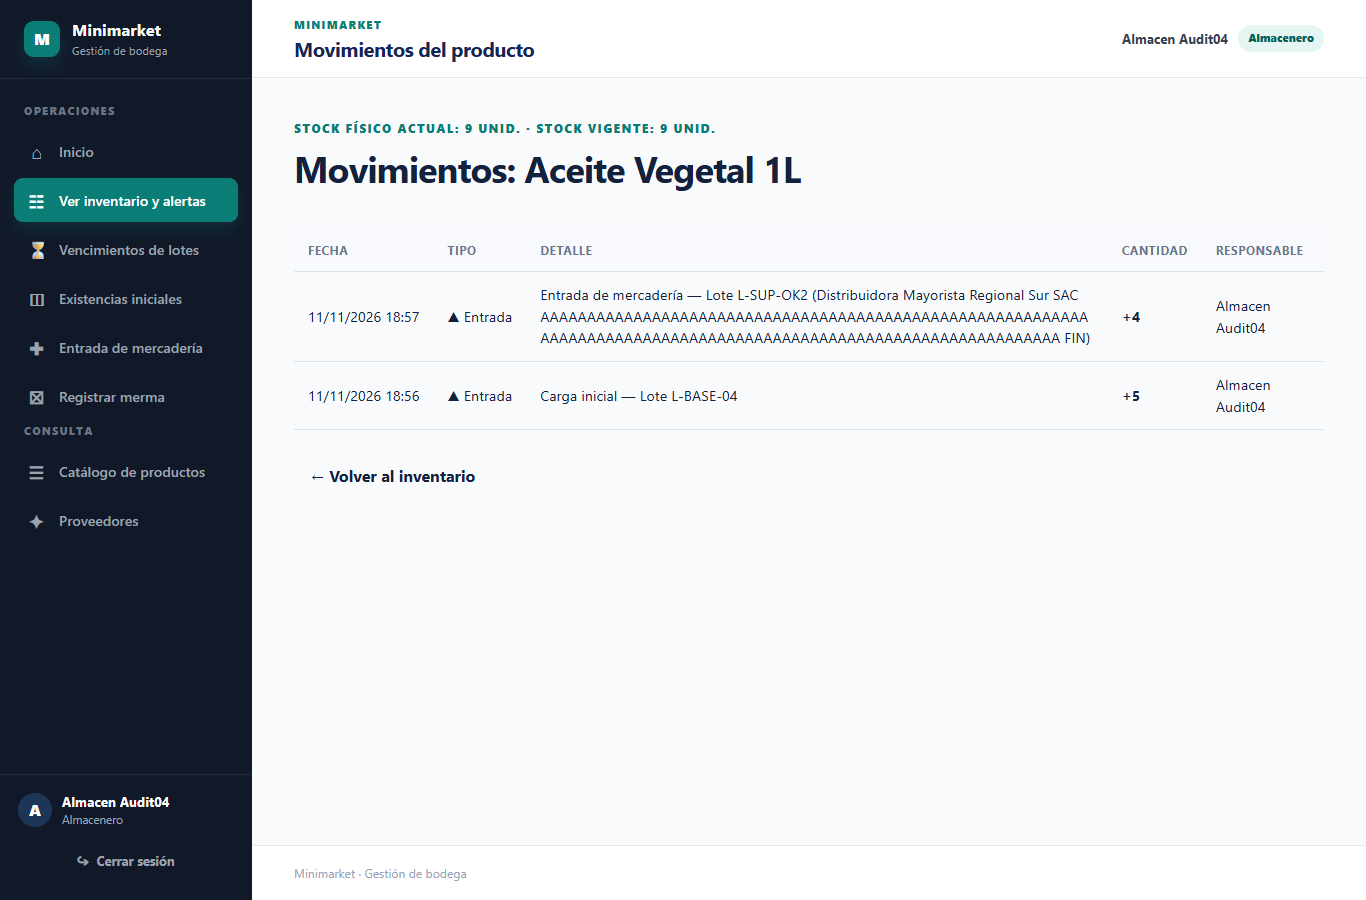 M
Minimarket
Gestión de bodega
OPERACIONES
Inicio
Ver inventario y alertas
Vencimientos de lotes
Existencias iniciales
Entrada de mercadería
Registrar merma
CONSULTA
Catálogo de productos
Proveedores
A
Almacen Audit04
Almacenero
↪ Cerrar sesión
MINIMARKET
Movimientos del producto
Almacen Audit04 Almacenero
STOCK FÍSICO ACTUAL: 9 UNID. · STOCK VIGENTE: 9 UNID.
Movimientos: Aceite Vegetal 1L
FECHA TIPO DETALLE CANTIDAD RESPONSABLE
11/11/2026 18:57 ▲ Entrada
Entrada de mercadería — Lote L-SUP-OK2 (Distribuidora Mayorista Regional Sur SAC
FIN)
+4
Almacen
Audit04
11/11/2026 18:56 ▲ Entrada Carga inicial — Lote L-BASE-04 +5
Almacen
Audit04
← Volver al inventario
Minimarket · Gestión de bodega